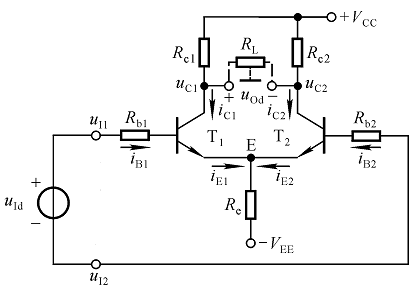 +V_CC
R_c1 R_L R_c2
u_C1 + u_Od − u_C2
i_C1 i_C2
u_I1 R_b1 T_1 E T_2 R_b2
i_B1 i_E1 i_E2 i_B2
+
u_Id R_e
−
−V_EE
u_I2